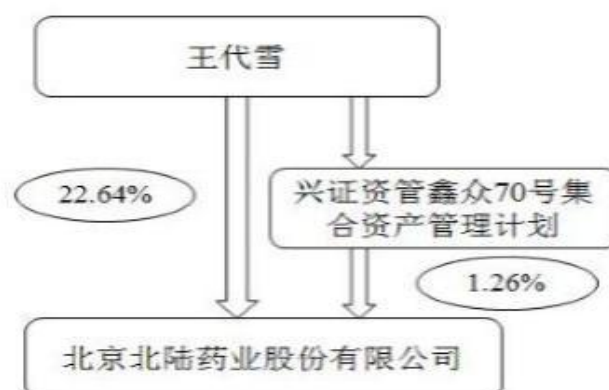 王代雪
22.64%
兴证资管鑫众70号集
合资产管理计划
1.26%
北京北陆药业股份有限公司